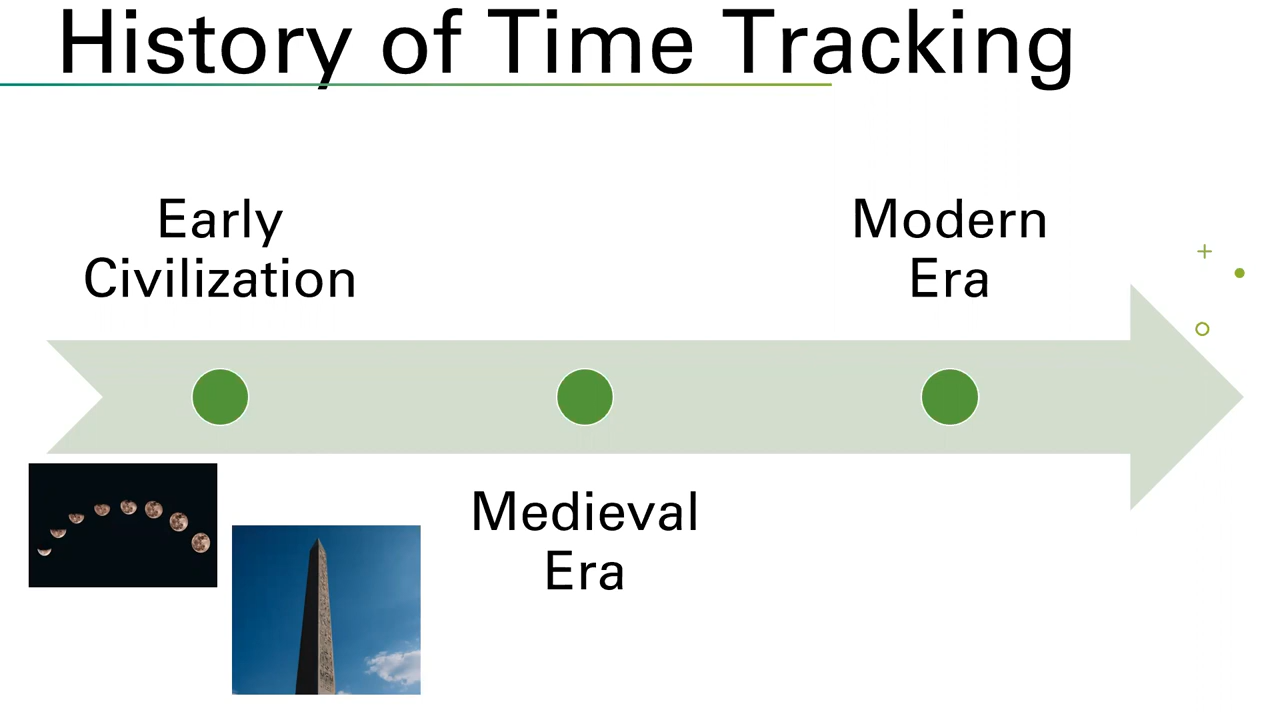 History of Time Tracking
Early
Civilization
Modern
Era
Medieval
Era